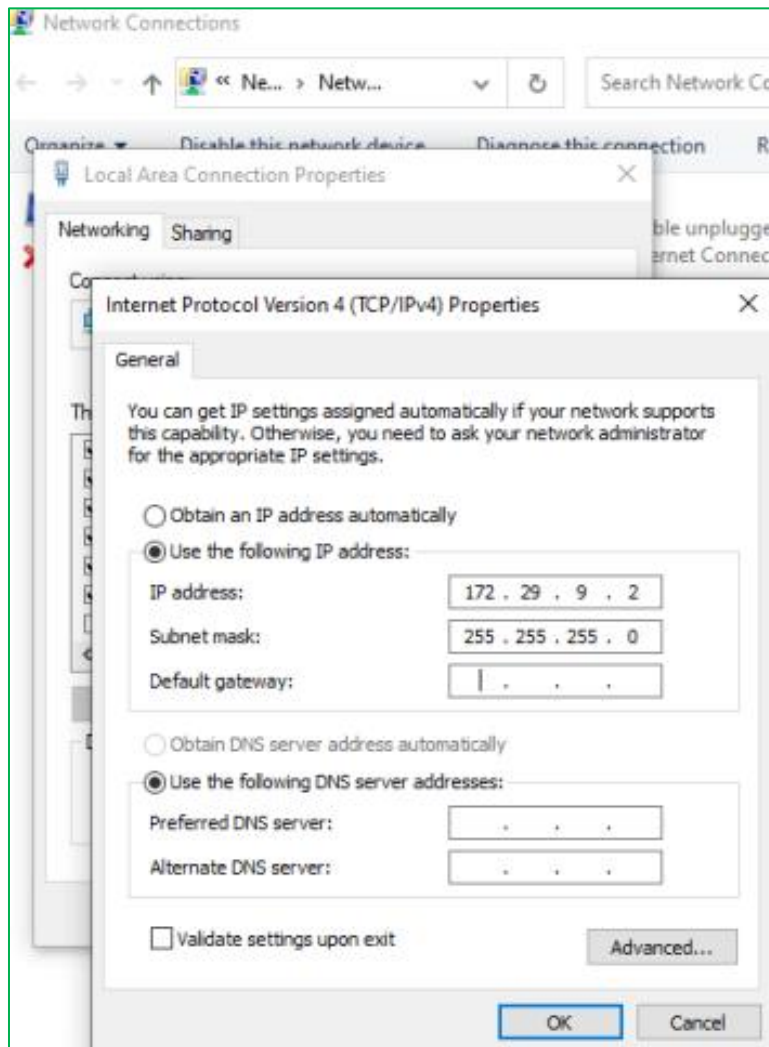 Network Connections
« Ne... › Netw...
Search Network Co
Organize Disable this network device Diagnose this connection R
Local Area Connection Properties
ble unplugge
ernet Connec
Networking Sharing
Internet Protocol Version 4 (TCP/IPv4) Properties
General
You can get IP settings assigned automatically if your network supports
this capability. Otherwise, you need to ask your network administrator
for the appropriate IP settings.
Obtain an IP address automatically
Use the following IP address:
IP address: 172 . 29 . 9 . 2
Subnet mask: 255 . 255 . 255 . 0
Default gateway: . . .
Obtain DNS server address automatically
Use the following DNS server addresses:
Preferred DNS server: . . .
Alternate DNS server: . . .
Validate settings upon exit
Advanced...
OK Cancel